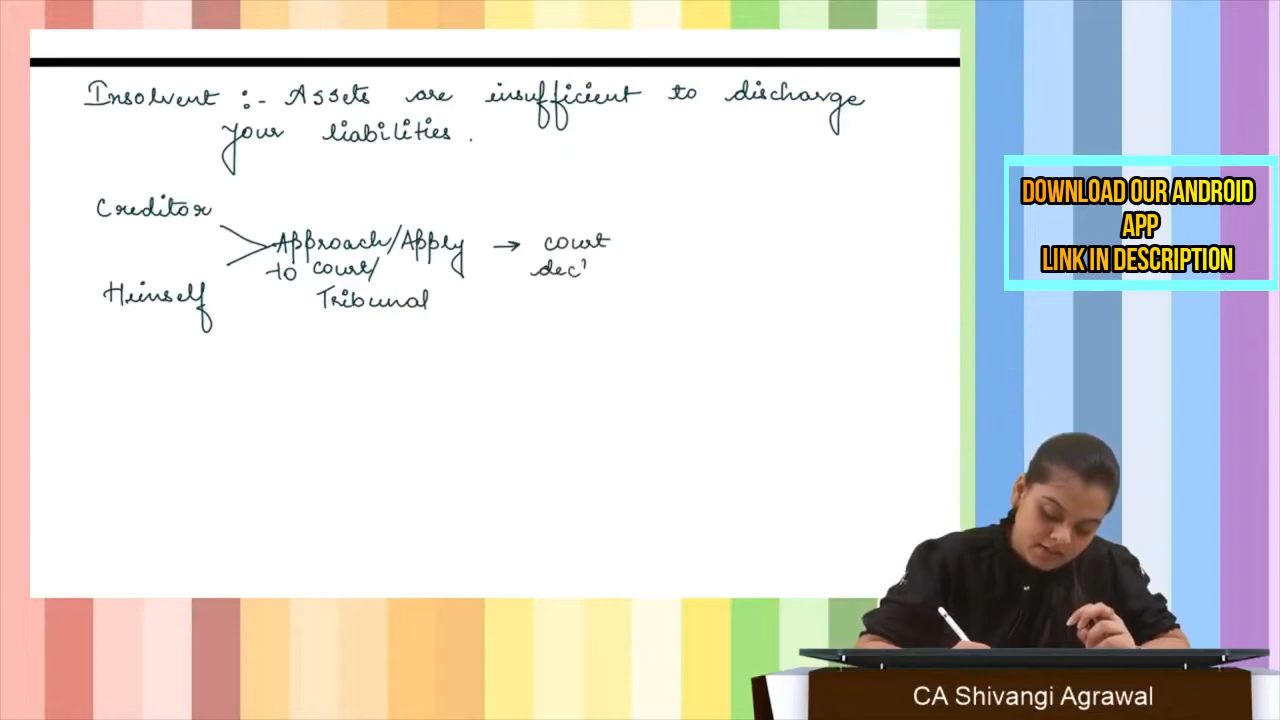 Insolvent :- Assets are insufficient to discharge
your liabilities.
Creditor
Himself
Approach/Apply → court
to court/ dec'
Tribunal
DOWNLOAD OUR ANDROID
APP
LINK IN DESCRIPTION
CA Shivangi Agrawal